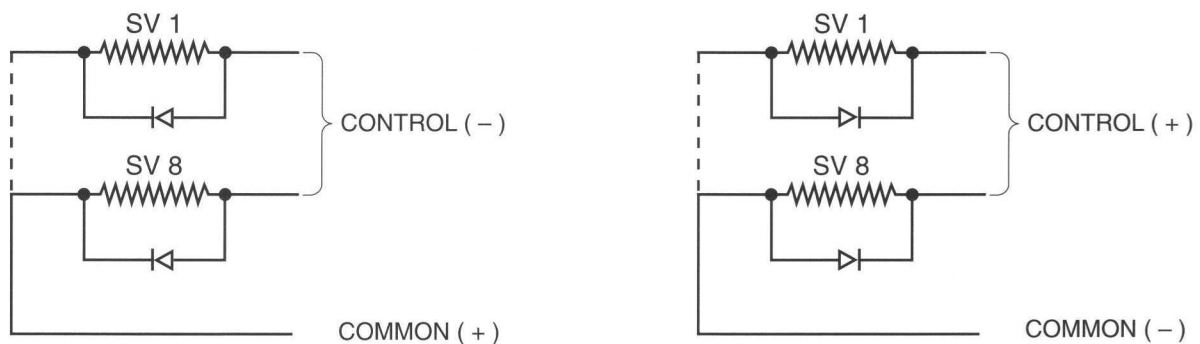 SV 1
CONTROL ( – )
SV 8
COMMON ( + )
SV 1
CONTROL ( + )
SV 8
COMMON ( – )